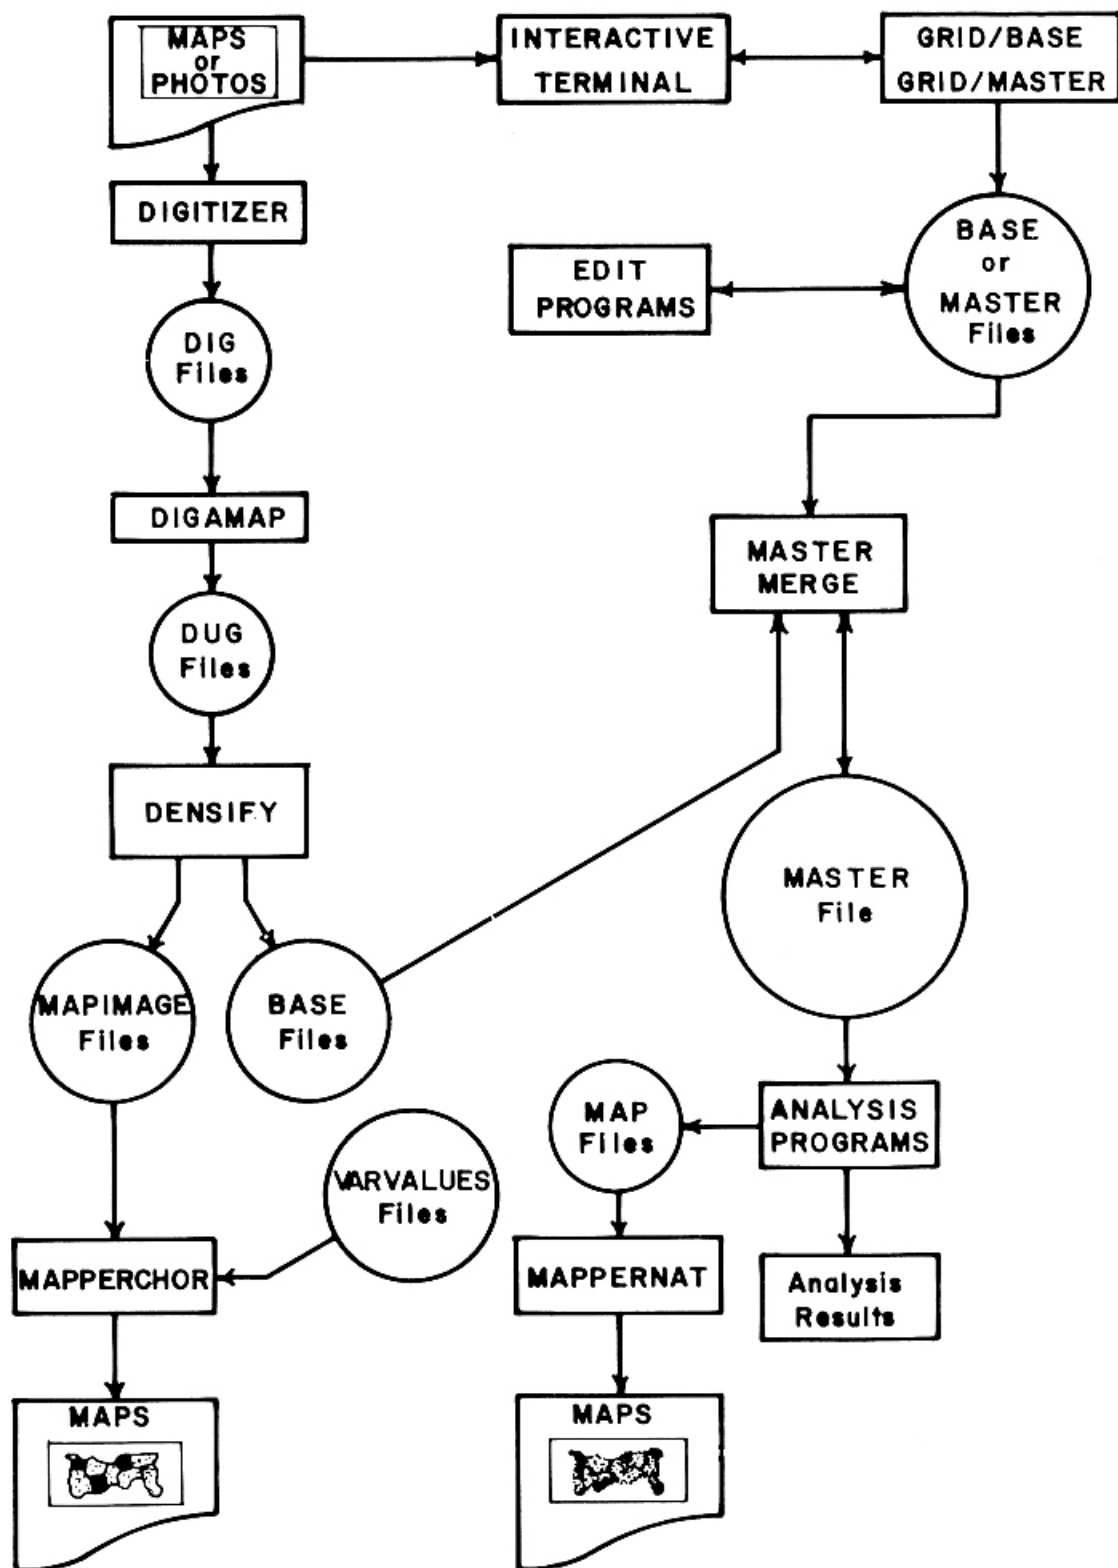 MAPS
or
PHOTOS
INTERACTIVE
TERMINAL
GRID/BASE
GRID/MASTER
DIGITIZER
BASE
or
MASTER
Files
EDIT
PROGRAMS
DIG
Files
DIGAMAP
MASTER
MERGE
DUG
Files
DENSIFY
MASTER
File
MAPIMAGE
Files
BASE
Files
MAP
Files
ANALYSIS
PROGRAMS
VARVALUES
Files
MAPPERCHOR
MAPPERNAT
Analysis
Results
MAPS
MAPS